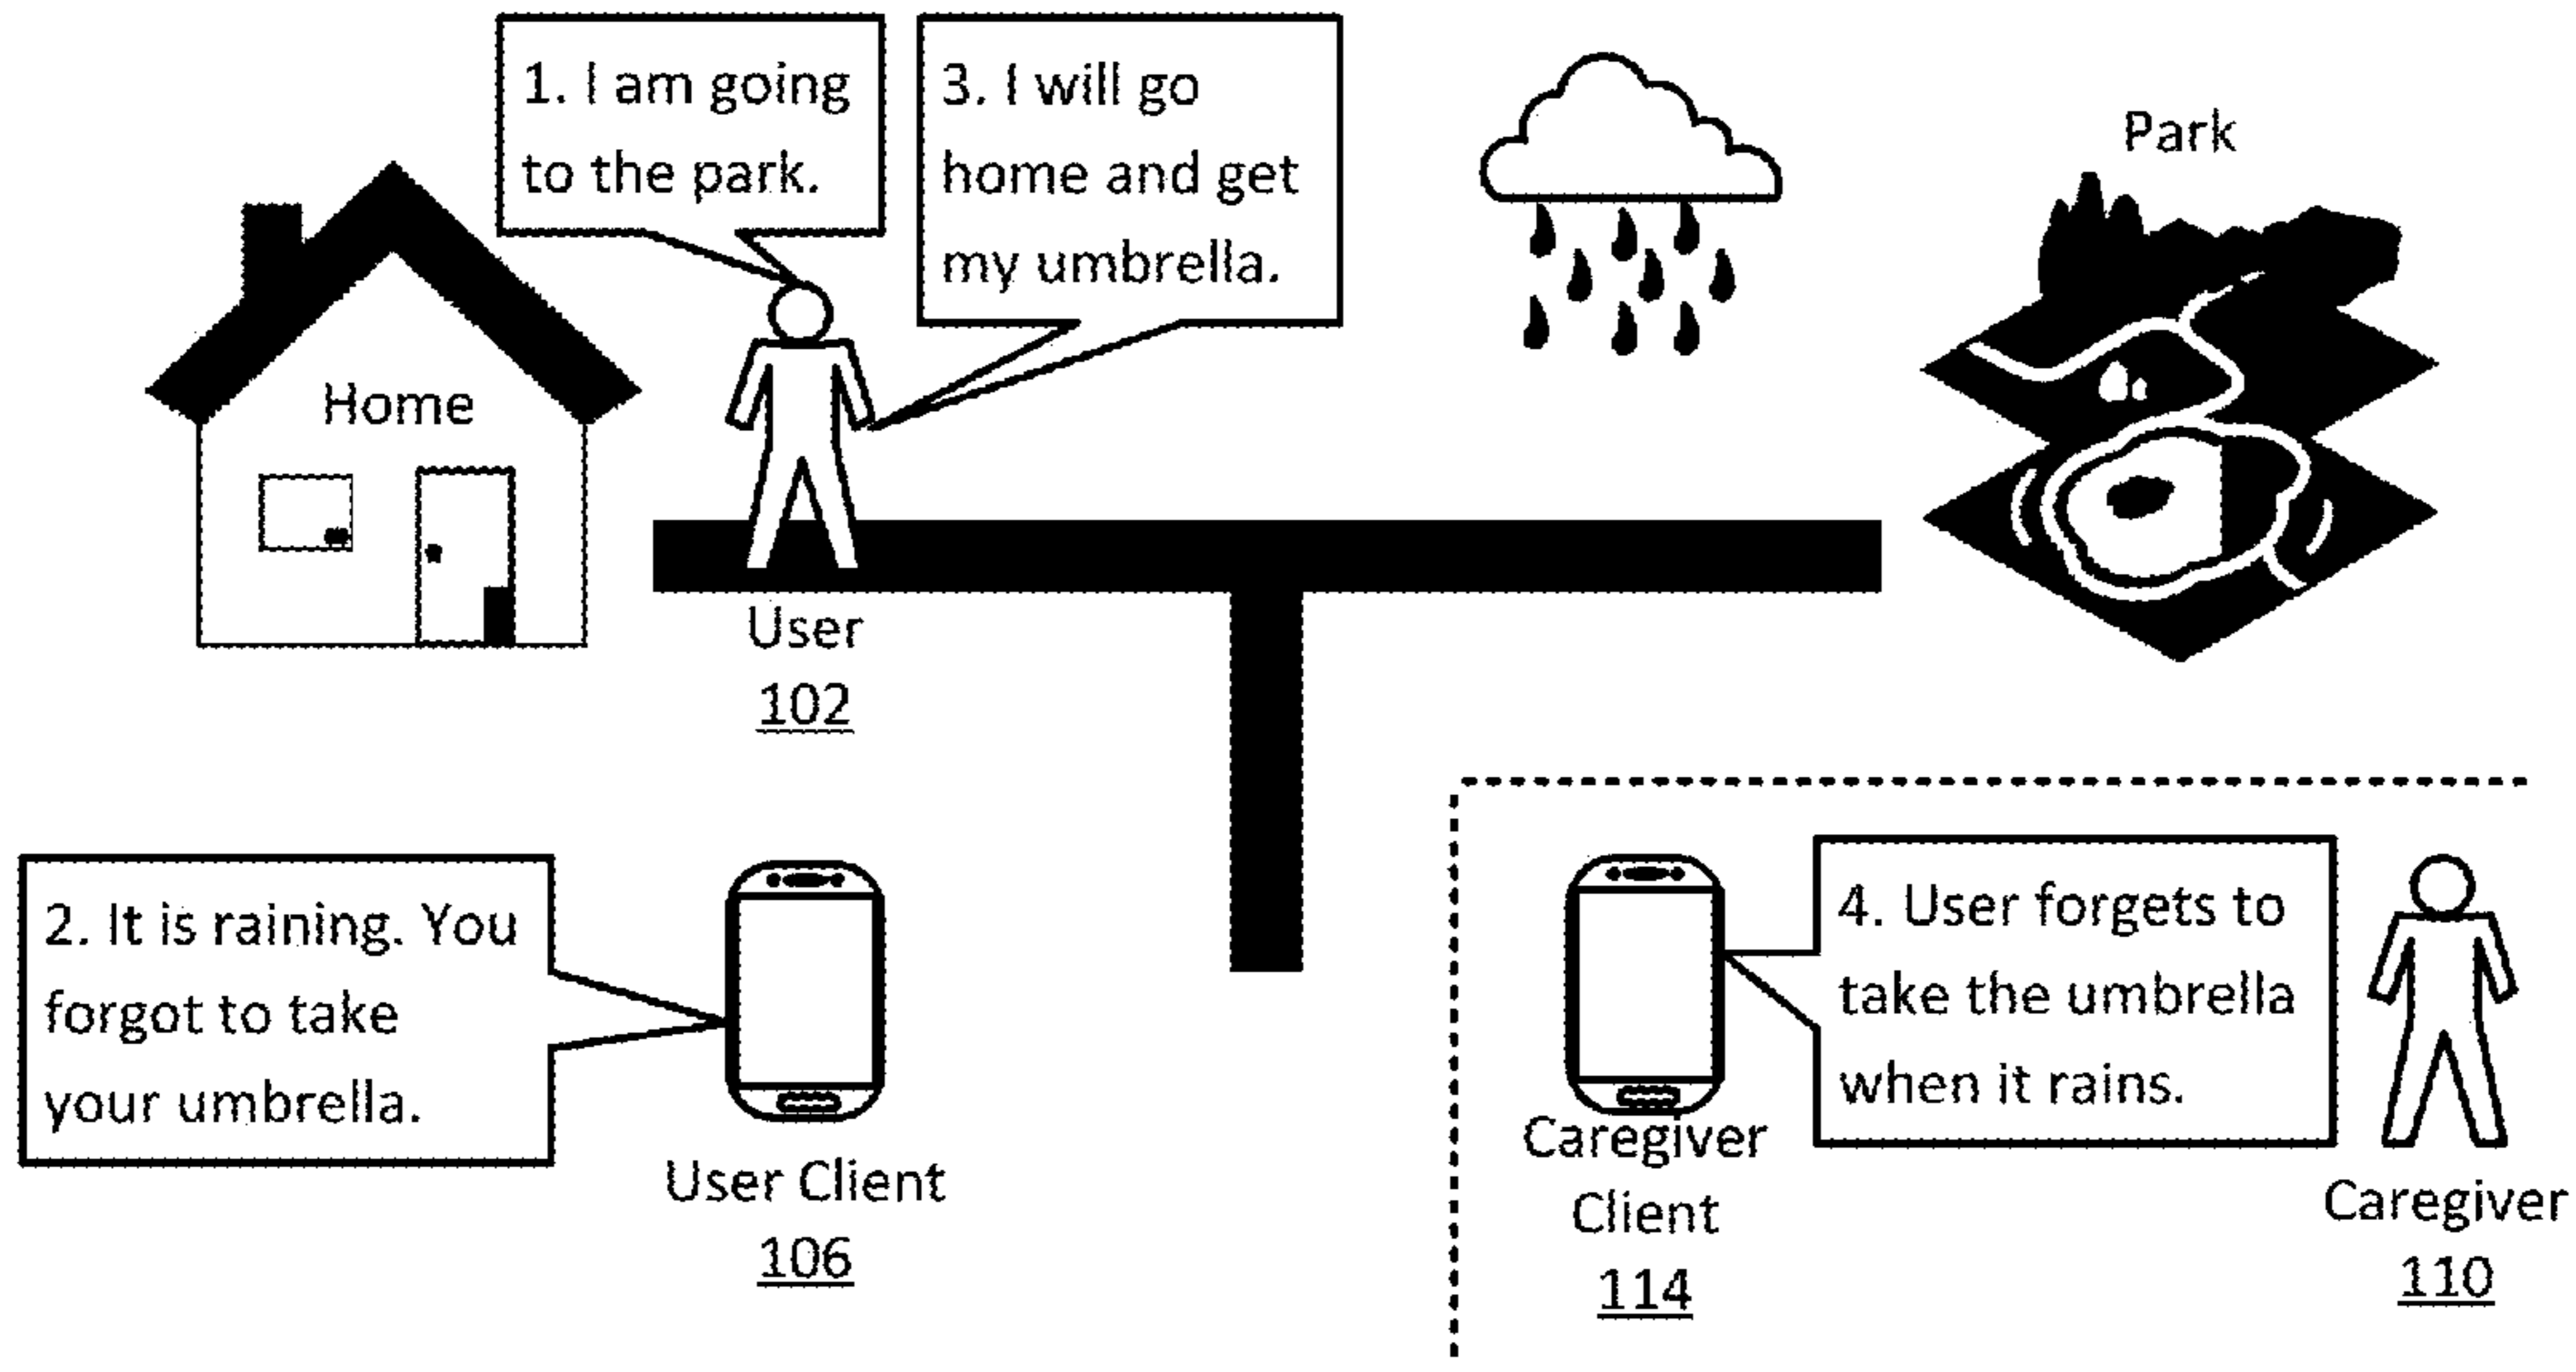 1. I am going
to the park.
3. I will go
home and get
my umbrella.
Park
Home
User
102
2. It is raining. You
forgot to take
your umbrella.
User Client
106
4. User forgets to
take the umbrella
when it rains.
Caregiver
Client
114
Caregiver
110